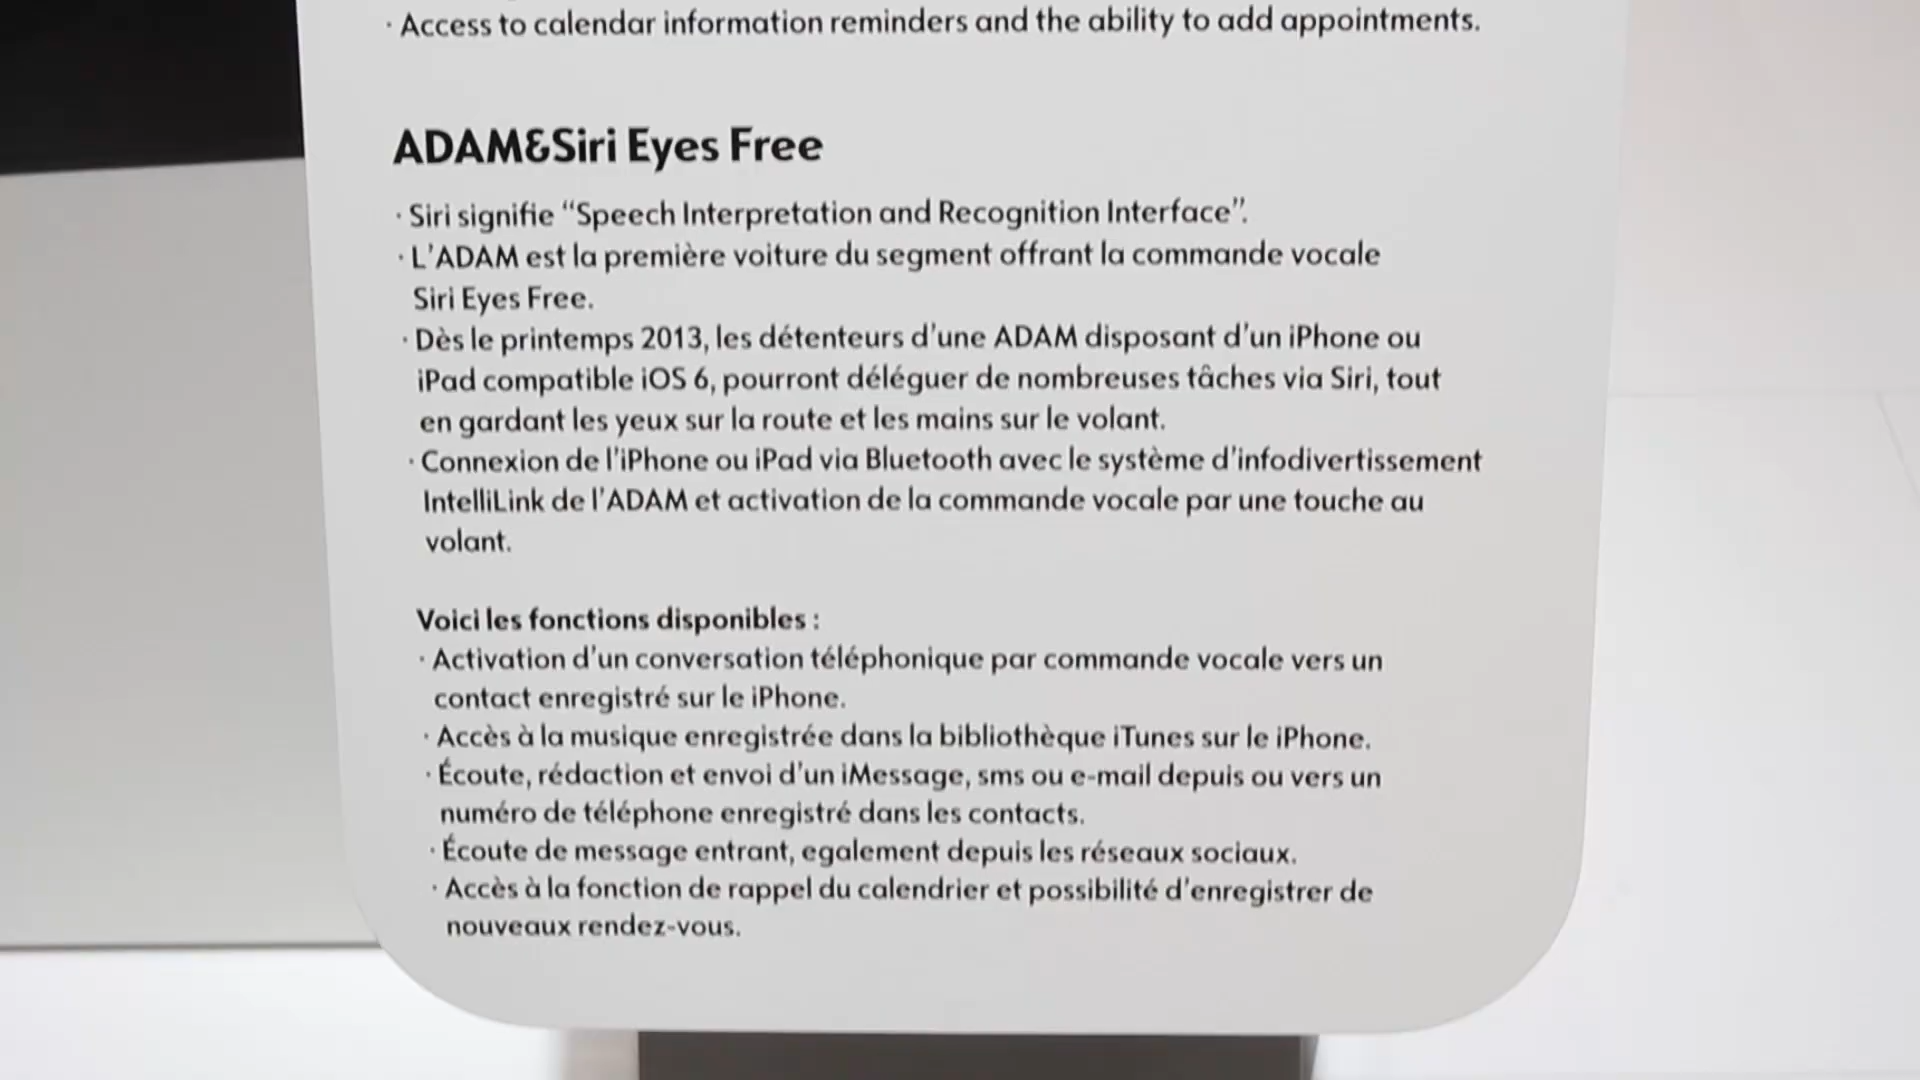 · Access to calendar information reminders and the ability to add appointments.
ADAM&Siri Eyes Free
· Siri signifie “Speech Interpretation and Recognition Interface”.
· L’ADAM est la première voiture du segment offrant la commande vocale
Siri Eyes Free.
· Dès le printemps 2013, les détenteurs d’une ADAM disposant d’un iPhone ou
iPad compatible iOS 6, pourront déléguer de nombreuses tâches via Siri, tout
en gardant les yeux sur la route et les mains sur le volant.
· Connexion de l’iPhone ou iPad via Bluetooth avec le système d’infodivertissement
IntelliLink de l’ADAM et activation de la commande vocale par une touche au
volant.
Voici les fonctions disponibles :
· Activation d’un conversation téléphonique par commande vocale vers un
contact enregistré sur le iPhone.
· Accès à la musique enregistrée dans la bibliothèque iTunes sur le iPhone.
· Écoute, rédaction et envoi d’un iMessage, sms ou e-mail depuis ou vers un
numéro de téléphone enregistré dans les contacts.
· Écoute de message entrant, egalement depuis les réseaux sociaux.
· Accès à la fonction de rappel du calendrier et possibilité d’enregistrer de
nouveaux rendez-vous.